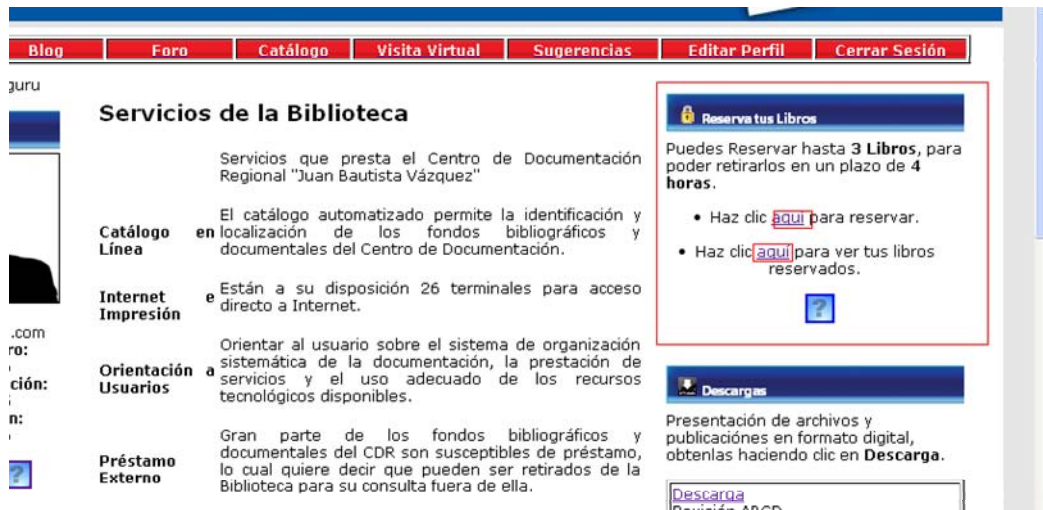 Blog Foro Catálogo Visita Virtual Sugerencias Editar Perfil Cerrar Sesión
guru
Servicios de la Biblioteca
Servicios que presta el Centro de Documentación
Regional "Juan Bautista Vázquez"
Catálogo en
Línea
El catálogo automatizado permite la identificación y
localización de los fondos bibliográficos y
documentales del Centro de Documentación.
Internet e
Impresión
Están a su disposición 26 terminales para acceso
directo a Internet.
Orientación a
Usuarios
Orientar al usuario sobre el sistema de organización
sistemática de la documentación, la prestación de
servicios y el uso adecuado de los recursos
tecnológicos disponibles.
Préstamo
Externo
Gran parte de los fondos bibliográficos y
documentales del CDR son susceptibles de préstamo,
lo cual quiere decir que pueden ser retirados de la
Biblioteca para su consulta fuera de ella.
.com
ro:
ción:
n:
?
Reserva tus Libros
Puedes Reservar hasta 3 Libros, para
poder retirarlos en un plazo de 4
horas.
• Haz clic aquí para reservar.
• Haz clic aquí para ver tus libros
reservados.
?
Descargas
Presentación de archivos y
publicaciónes en formato digital,
obtenlas haciendo clic en Descarga.
Descarga